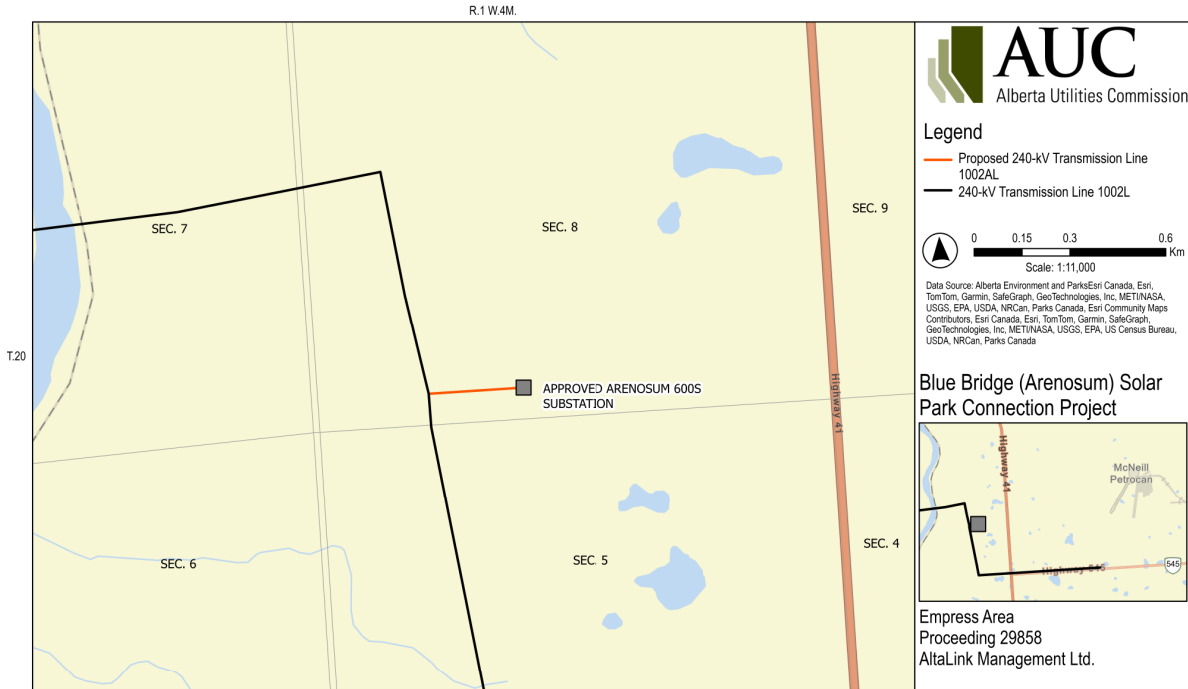 R.1 W.4M.
T.20
SEC. 7
SEC. 8
SEC. 9
APPROVED ARENOSUM 600S
SUBSTATION
Highway 41
SEC. 6
SEC. 5
SEC. 4
AUC
Alberta Utilities Commission
Legend
Proposed 240-kV Transmission Line
1002AL
240-kV Transmission Line 1002L
0 0.15 0.3 0.6
Km
Scale: 1:11,000
Data Source: Alberta Environment and ParksEsri Canada, Esri,
TomTom, Garmin, SafeGraph, GeoTechnologies, Inc, METI/NASA,
USGS, EPA, USDA, NRCan, Parks Canada, Esri Community Maps
Contributors, Esri Canada, Esri, TomTom, Garmin, SafeGraph,
GeoTechnologies, Inc, METI/NASA, USGS, EPA, US Census Bureau,
USDA, NRCan, Parks Canada
Blue Bridge (Arenosum) Solar
Park Connection Project
Highway 41
McNeill
Petrocan
Highway 545
545
Empress Area
Proceeding 29858
AltaLink Management Ltd.